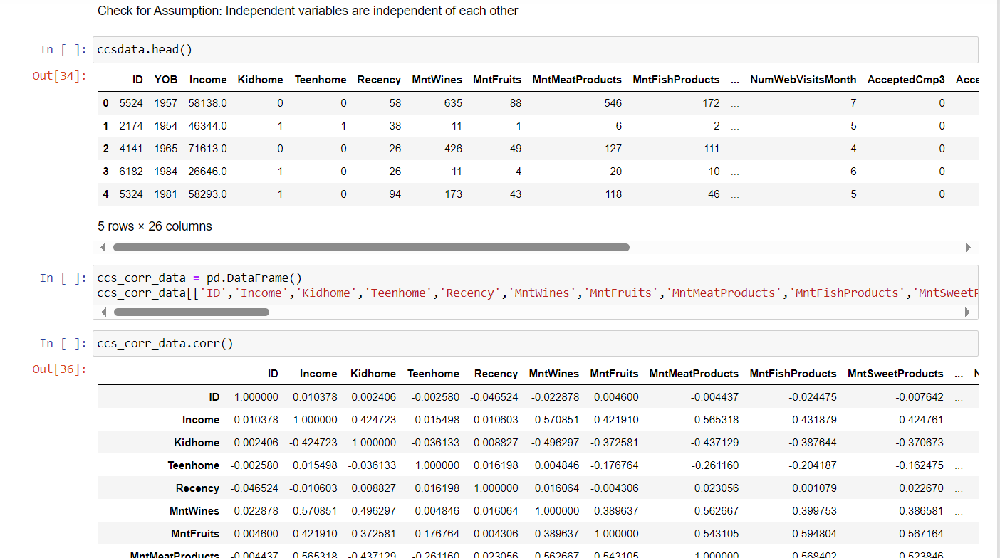 Check for Assumption: Independent variables are independent of each other
In [ ]: ccsdata.head()
Out[34]:
ID YOB Income Kidhome Teenhome Recency MntWines MntFruits MntMeatProducts MntFishProducts ... NumWebVisitsMonth AcceptedCmp3 Acce
0 5524 1957 58138.0 0 0 58 635 88 546 172 ... 7 0
1 2174 1954 46344.0 1 1 38 11 1 6 2 ... 5 0
2 4141 1965 71613.0 0 0 26 426 49 127 111 ... 4 0
3 6182 1984 26646.0 1 0 26 11 4 20 10 ... 6 0
4 5324 1981 58293.0 1 0 94 173 43 118 46 ... 5 0
5 rows × 26 columns
In [ ]: ccs_corr_data = pd.DataFrame()
ccs_corr_data[['ID','Income','Kidhome','Teenhome','Recency','MntWines','MntFruits','MntMeatProducts','MntFishProducts','MntSweetP
In [ ]: ccs_corr_data.corr()
Out[36]:
ID Income Kidhome Teenhome Recency MntWines MntFruits MntMeatProducts MntFishProducts MntSweetProducts ... N
ID 1.000000 0.010378 0.002406 -0.002580 -0.046524 -0.022878 0.004600 -0.004437 -0.024475 -0.007642 ...
Income 0.010378 1.000000 -0.424723 0.015498 -0.010603 0.570851 0.421910 0.565318 0.431879 0.424761 ...
Kidhome 0.002406 -0.424723 1.000000 -0.036133 0.008827 -0.496297 -0.372581 -0.437129 -0.387644 -0.370673 ...
Teenhome -0.002580 0.015498 -0.036133 1.000000 0.016198 0.004846 -0.176764 -0.261160 -0.204187 -0.162475 ...
Recency -0.046524 -0.010603 0.008827 0.016198 1.000000 0.016064 -0.004306 0.023056 0.001079 0.022670 ...
MntWines -0.022878 0.570851 -0.496297 0.004846 0.016064 1.000000 0.389637 0.562667 0.399753 0.386581 ...
MntFruits 0.004600 0.421910 -0.372581 -0.176764 -0.004306 0.389637 1.000000 0.543105 0.594804 0.567164 ...
MntMeatProducts -0.004437 0.565318 -0.437129 -0.261160 0.023056 0.562667 0.543105 1.000000 0.568402 0.523846 ...